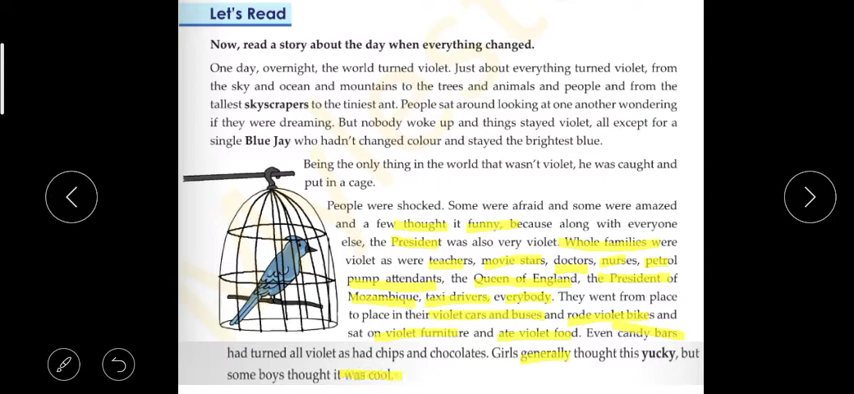 Let's Read
Now, read a story about the day when everything changed.
One day, overnight, the world turned violet. Just about everything turned violet, from
the sky and ocean and mountains to the trees and animals and people and from the
tallest skyscrapers to the tiniest ant. People sat around looking at one another wondering
if they were dreaming. But nobody woke up and things stayed violet, all except for a
single Blue Jay who hadn't changed colour and stayed the brightest blue.
Being the only thing in the world that wasn't violet, he was caught and
put in a cage.
People were shocked. Some were afraid and some were amazed
and a few thought it funny, because along with everyone
else, the President was also very violet. Whole families were
violet as were teachers, movie stars, doctors, nurses, petrol
pump attendants, the Queen of England, the President of
Mozambique, taxi drivers, everybody. They went from place
to place in their violet cars and buses and rode violet bikes and
sat on violet furniture and ate violet food. Even candy bars
had turned all violet as had chips and chocolates. Girls generally thought this yucky, but
some boys thought it was cool.